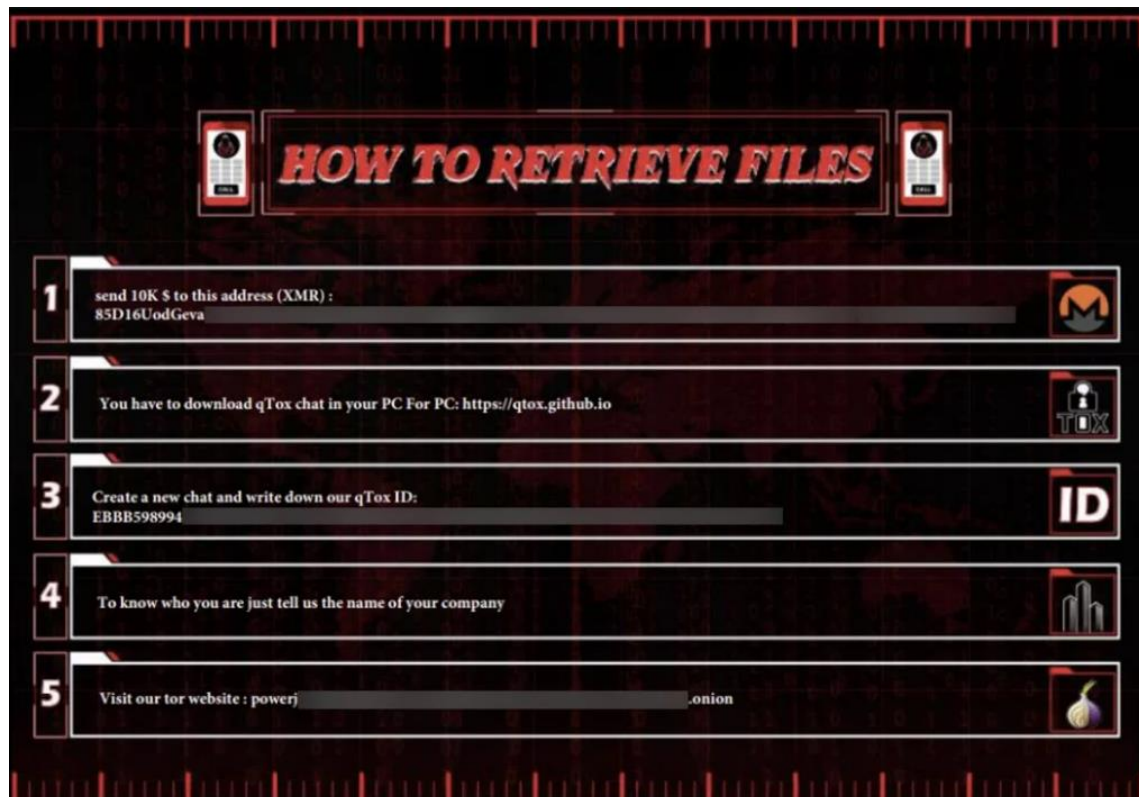 HOW TO RETRIEVE FILES
1
send 10K $ to this address (XMR) :
85D16UodGeva
2
You have to download qTox chat in your PC For PC: https://qtox.github.io
TOX
3
Create a new chat and write down our qTox ID:
EBBB598994
ID
4
To know who you are just tell us the name of your company
5
Visit our tor website : powerj .onion